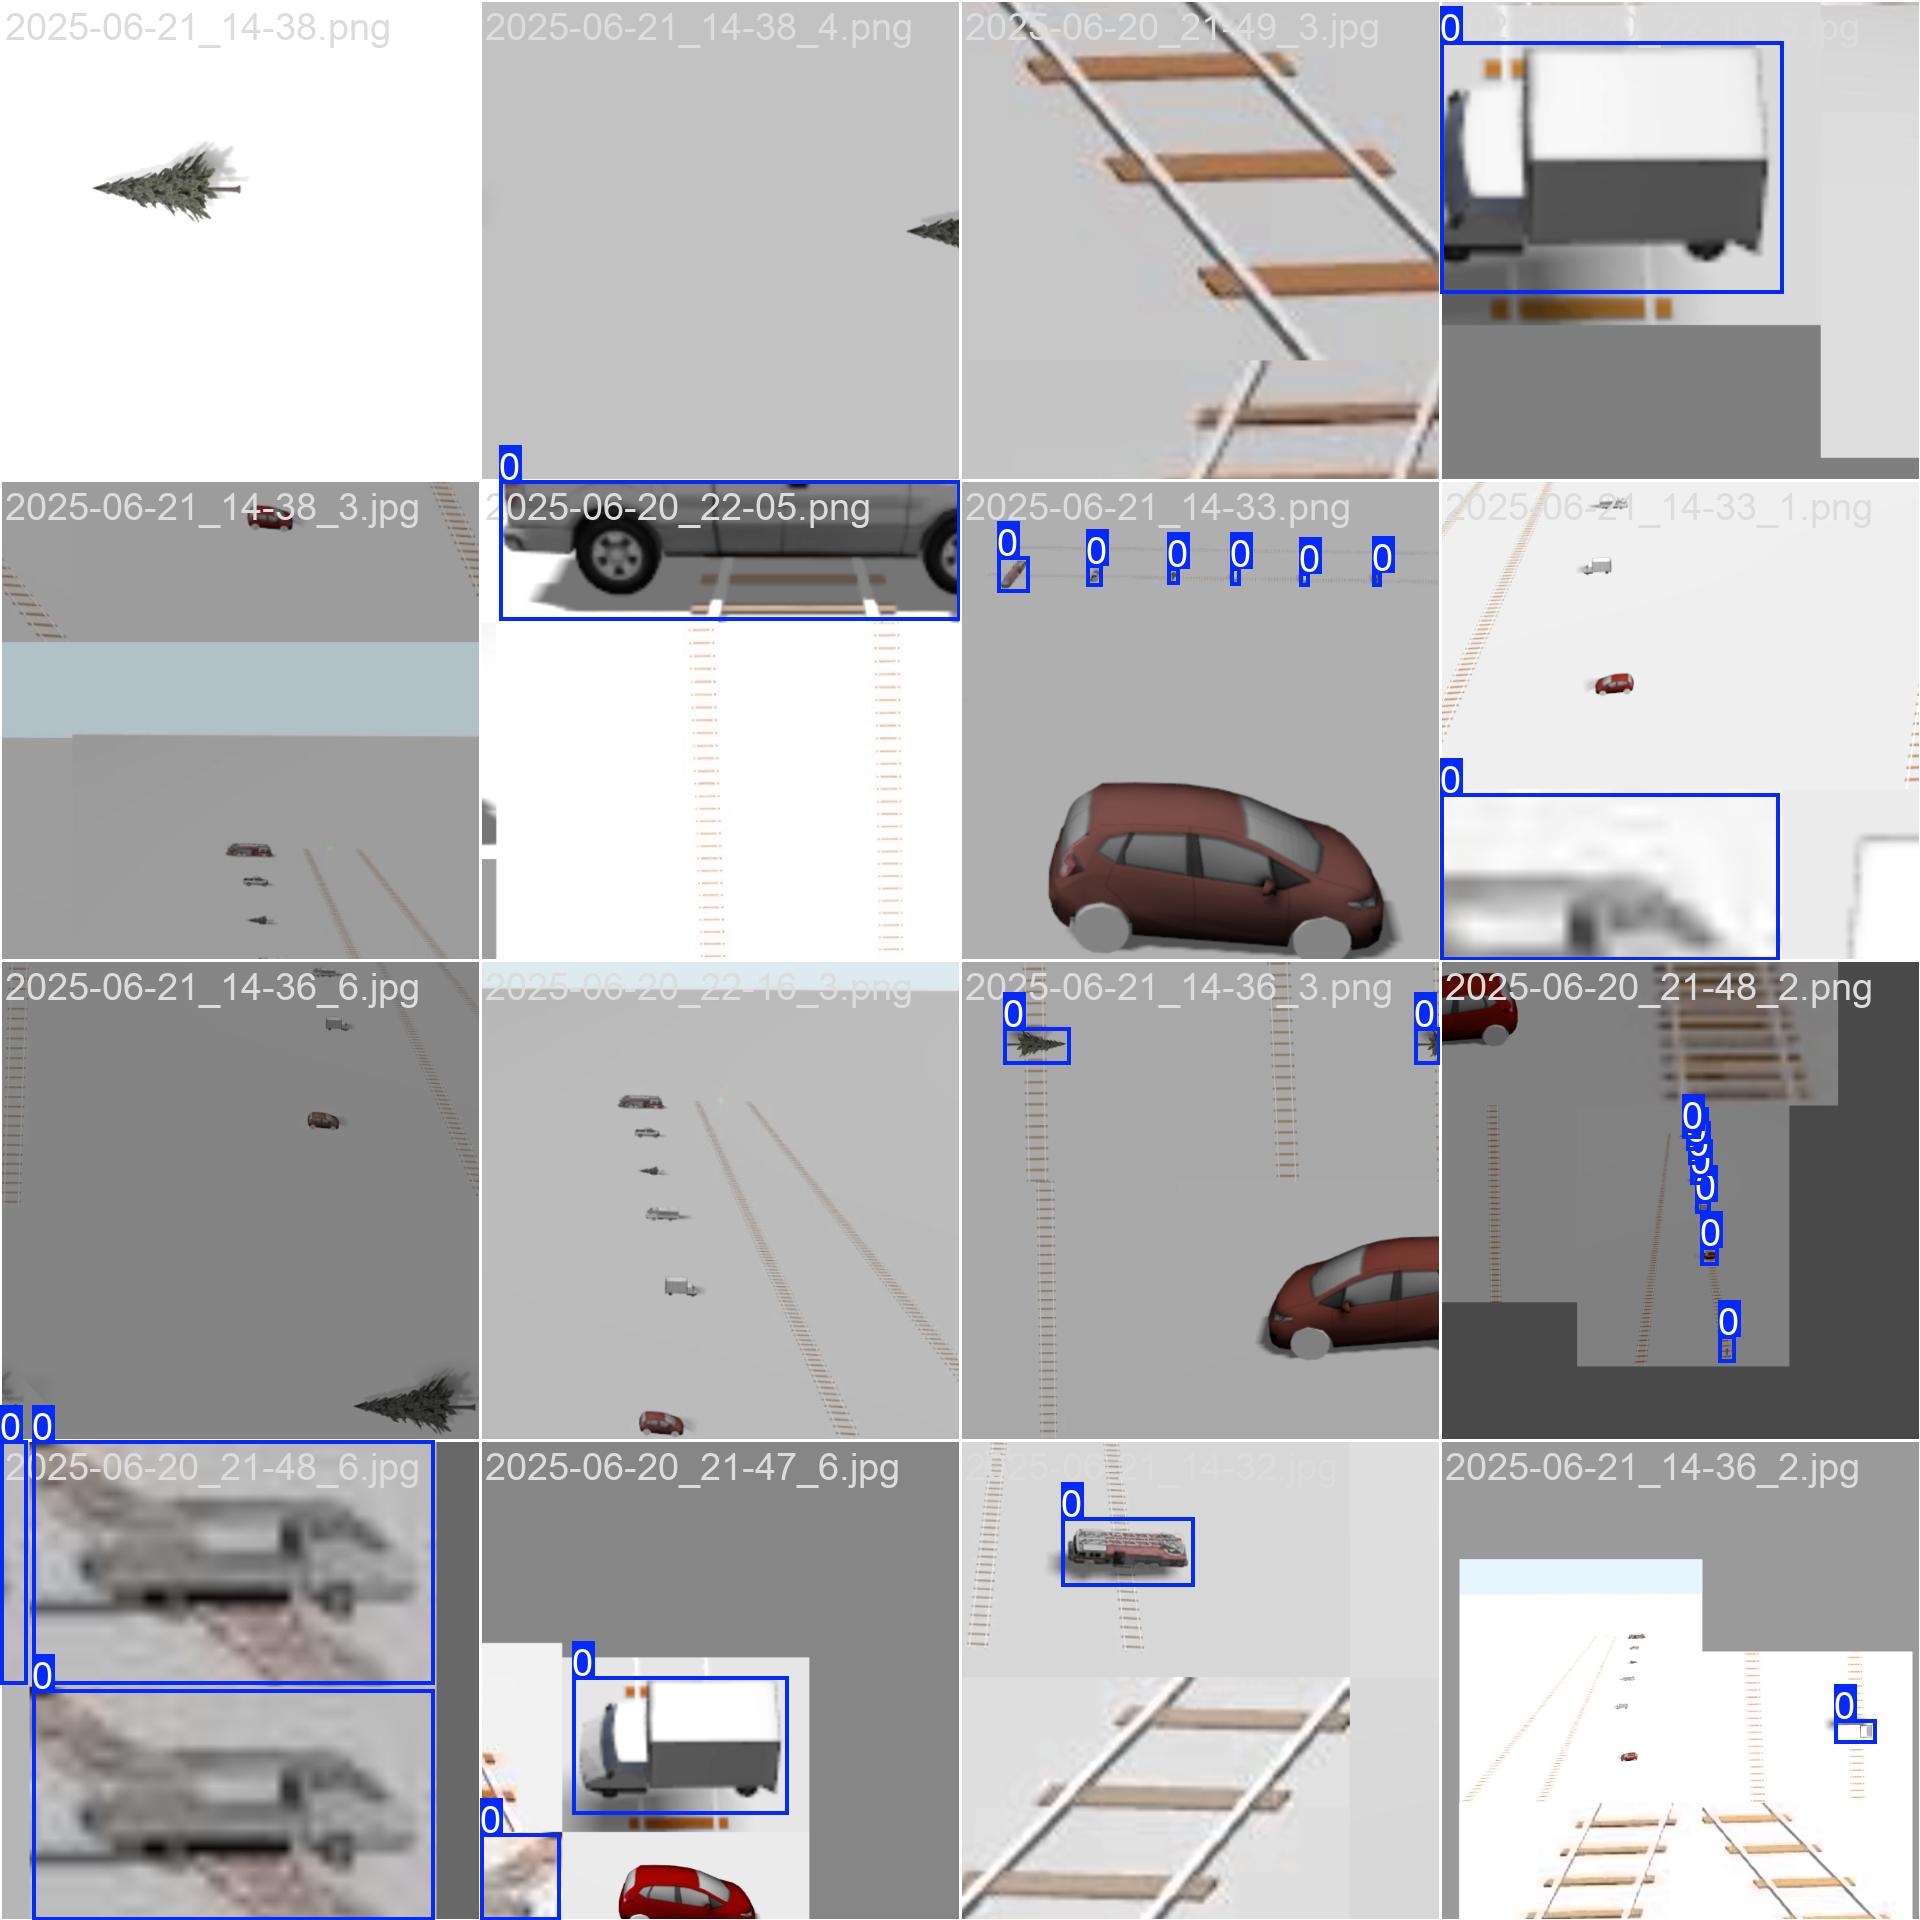 2025-06-21_14-38.png
2025-06-21_14-38_4.png
2025-06-20_21-49_3.jpg
0
jpg
2025-06-21_14-38_3.jpg
0
2025-06-20_22-05.png
2025-06-21_14-33.png
0 0 0 0 0 0
2025-06-21_14-33_1.png
0
2025-06-21_14-36_6.jpg
2025-06-20_22-16_3.png
2025-06-21_14-36_3.png
0 0
2025-06-20_21-48_2.png
0
0
0
0
0 0
2025-06-20_21-48_6.jpg
0
2025-06-20_21-47_6.jpg
0
0
2025-06-21_14-32.jpg
0
2025-06-21_14-36_2.jpg
0